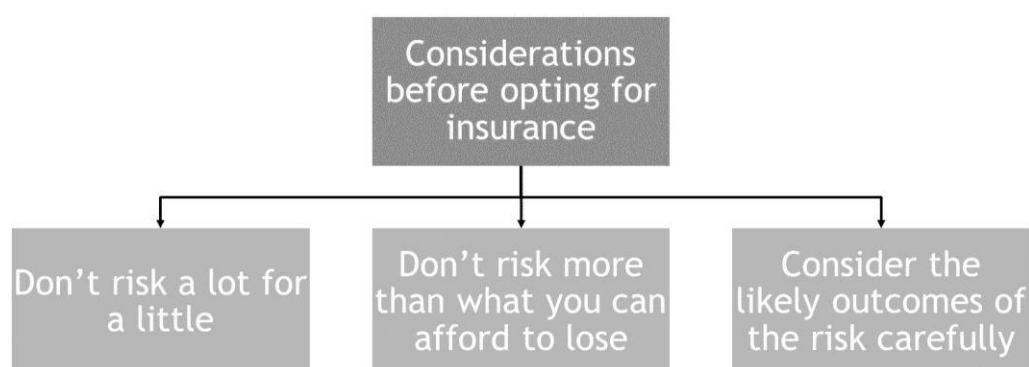 Considerations
before opting for
insurance
Don’t risk a lot for
a little
Don’t risk more
than what you can
afford to lose
Consider the
likely outcomes of
the risk carefully